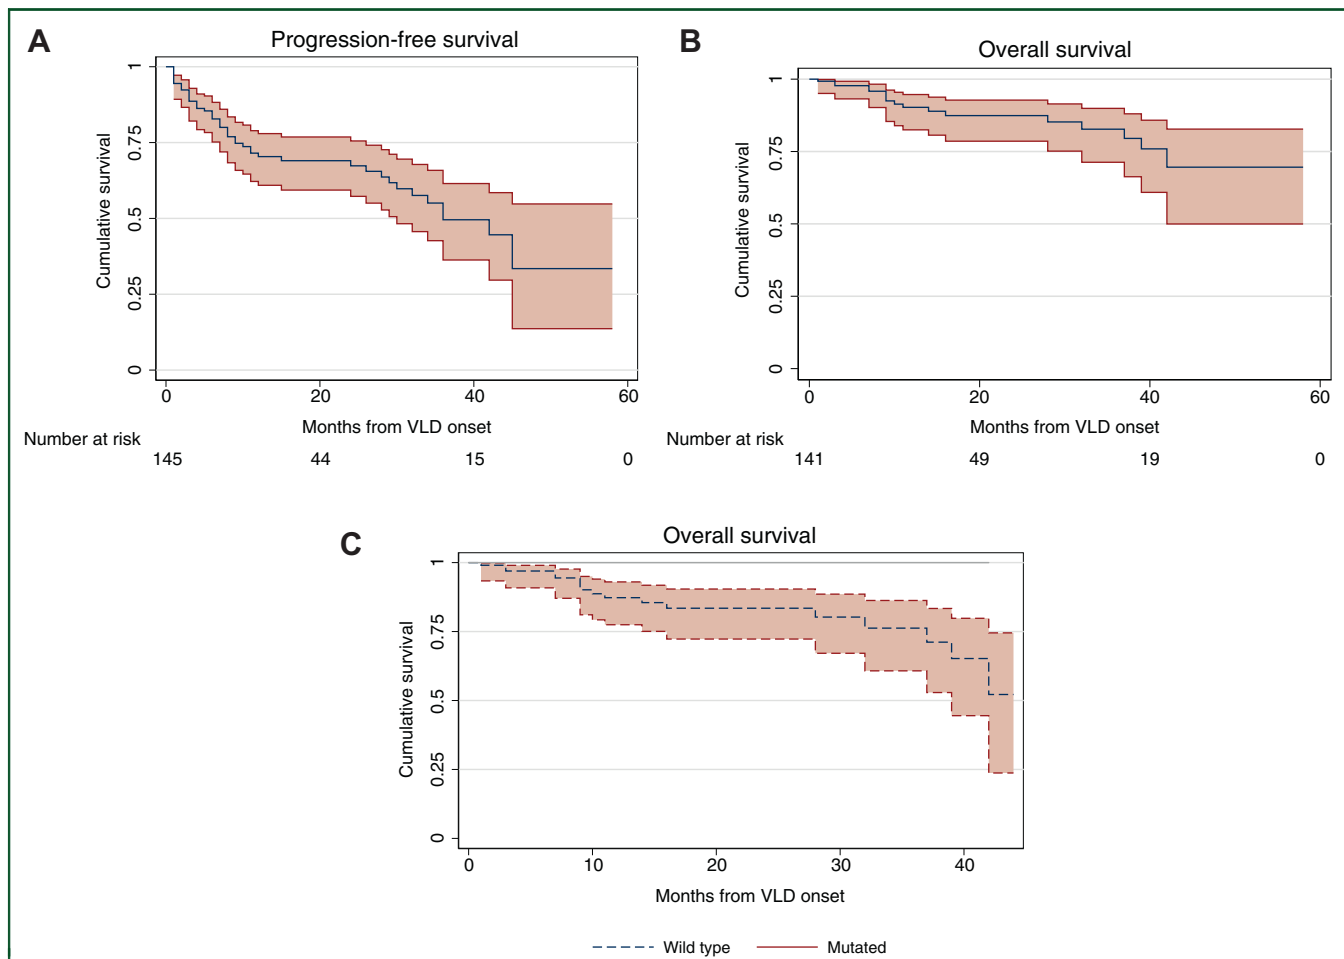 A
Progression-free survival
Cumulative survival
1
0.75
0.5
0.25
0
0 20 40 60
Months from VLD onset
Number at risk
145 44 15 0
B
Overall survival
Cumulative survival
1
0.75
0.5
0.25
0
0 20 40 60
Months from VLD onset
Number at risk
141 49 19 0
C
Overall survival
Cumulative survival
1
0.75
0.5
0.25
0
0 10 20 30 40
Months from VLD onset
Wild type Mutated